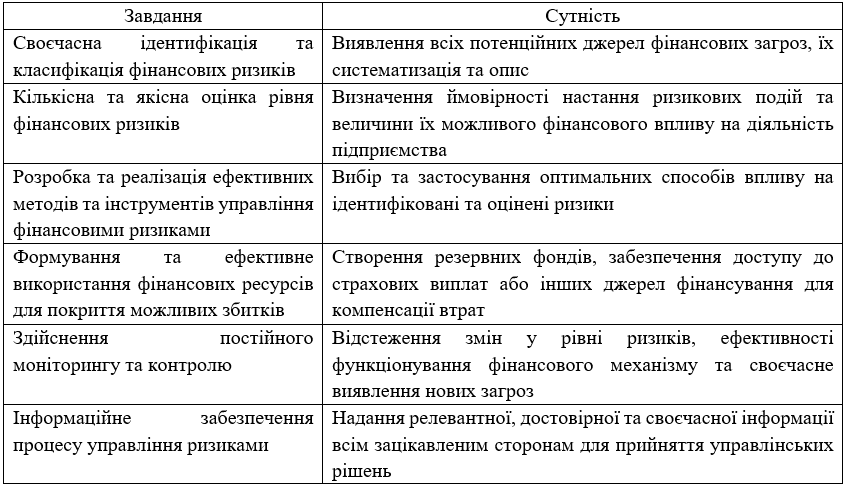 Завдання
Сутність
Своєчасна ідентифікація та
класифікація фінансових ризиків
Виявлення всіх потенційних джерел фінансових загроз, їх
систематизація та опис
Кількісна та якісна оцінка рівня
фінансових ризиків
Визначення ймовірності настання ризикових подій та
величини їх можливого фінансового впливу на діяльність
підприємства
Розробка та реалізація ефективних
методів та інструментів управління
фінансовими ризиками
Вибір та застосування оптимальних способів впливу на
ідентифіковані та оцінені ризики
Формування та ефективне
використання фінансових ресурсів
для покриття можливих збитків
Створення резервних фондів, забезпечення доступу до
страхових виплат або інших джерел фінансування для
компенсації втрат
Здійснення постійного
моніторингу та контролю
Відстеження змін у рівні ризиків, ефективності
функціонування фінансового механізму та своєчасне
виявлення нових загроз
Інформаційне забезпечення
процесу управління ризиками
Надання релевантної, достовірної та своєчасної інформації
всім зацікавленим сторонам для прийняття управлінських
рішень